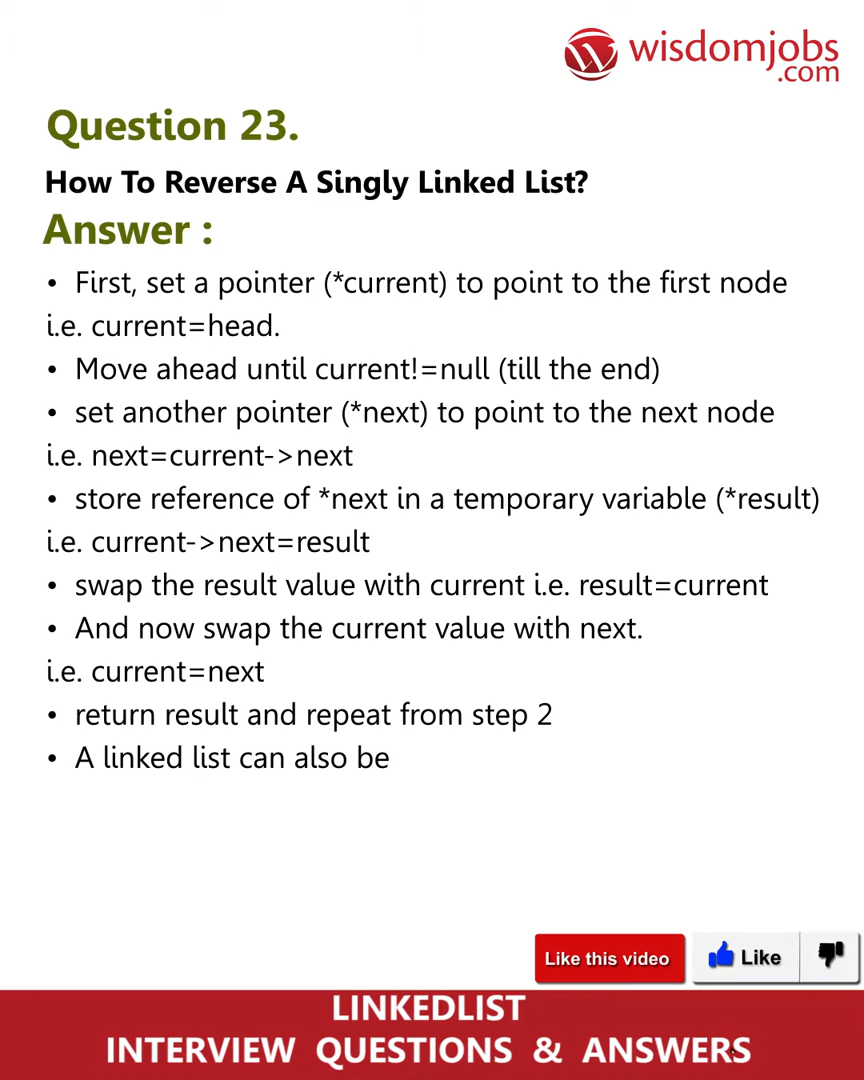 wisdomjobs
.com
Question 23.
How To Reverse A Singly Linked List?
Answer :
• First, set a pointer (*current) to point to the first node
i.e. current=head.
• Move ahead until current!=null (till the end)
• set another pointer (*next) to point to the next node
i.e. next=current->next
• store reference of *next in a temporary variable (*result)
i.e. current->next=result
• swap the result value with current i.e. result=current
• And now swap the current value with next.
i.e. current=next
• return result and repeat from step 2
• A linked list can also be
Like this video
Like
LINKEDLIST
INTERVIEW QUESTIONS & ANSWERS